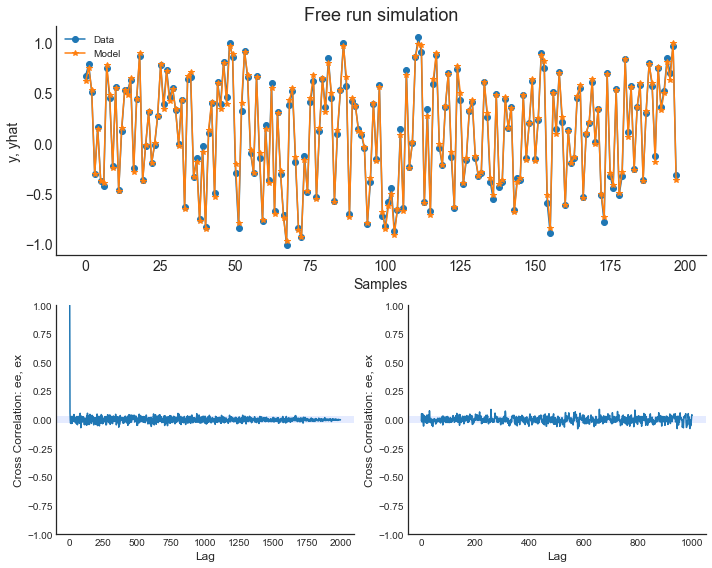 Free run simulation
Data
Model
y, yhat
1.0
0.5
0.0
−0.5
−1.0
0 25 50 75 100 125 150 175 200
Samples
Cross Correlation: ee, ex
1.00
0.75
0.50
0.25
0.00
−0.25
−0.50
−0.75
−1.00
0 250 500 750 1000 1250 1500 1750 2000
Lag
Cross Correlation: ee, ex
1.00
0.75
0.50
0.25
0.00
−0.25
−0.50
−0.75
−1.00
0 200 400 600 800 1000
Lag